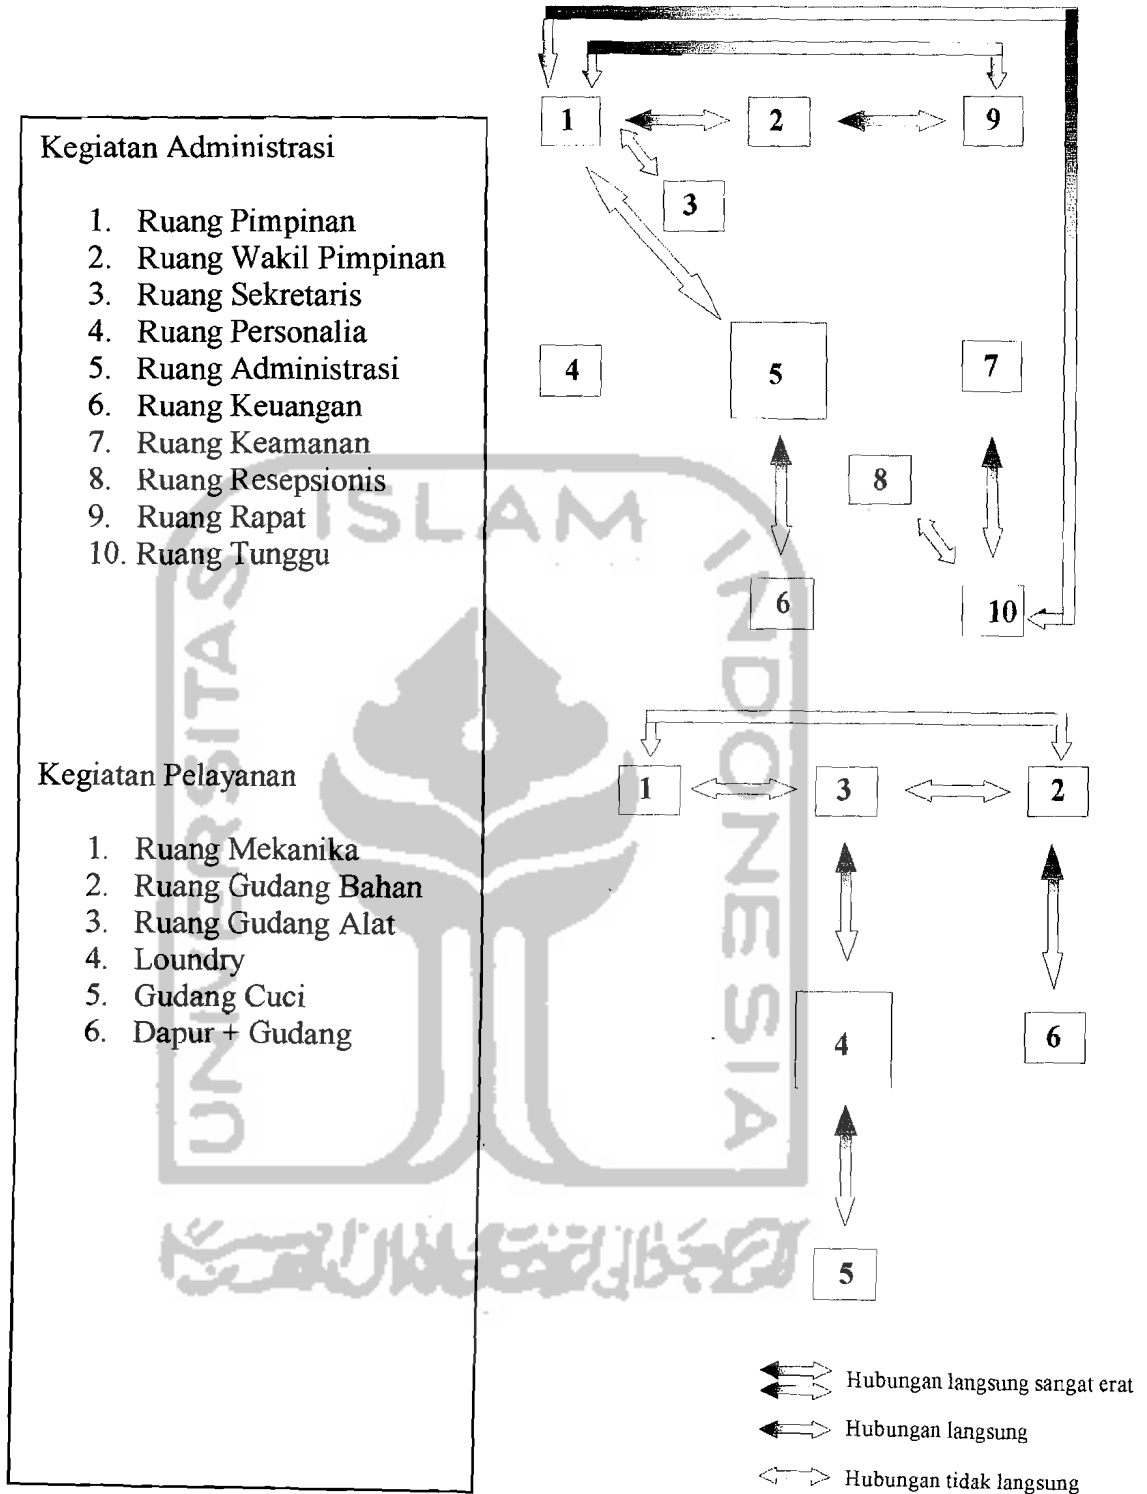 Kegiatan Administrasi
1. Ruang Pimpinan
2. Ruang Wakil Pimpinan
3. Ruang Sekretaris
4. Ruang Personalia
5. Ruang Administrasi
6. Ruang Keuangan
7. Ruang Keamanan
8. Ruang Resepsionis
9. Ruang Rapat
10. Ruang Tunggu
1 2 9
3
4 5 7
8
6 10
Kegiatan Pelayanan
1. Ruang Mekanika
2. Ruang Gudang Bahan
3. Ruang Gudang Alat
4. Loundry
5. Gudang Cuci
6. Dapur + Gudang
1 3 2
4 6
5
Hubungan langsung sangat erat
Hubungan langsung
Hubungan tidak langsung
UNIVERSITAS
ISLAM
INDONESIA